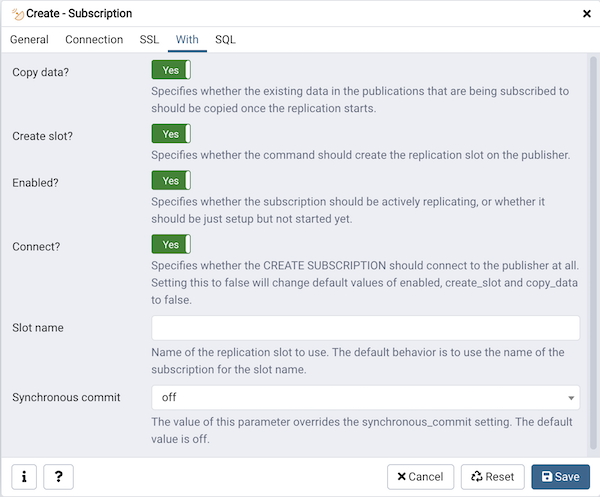 Create - Subscription
General Connection SSL With SQL
Copy data? Yes
Specifies whether the existing data in the publications that are being subscribed to
should be copied once the replication starts.
Create slot? Yes
Specifies whether the command should create the replication slot on the publisher.
Enabled? Yes
Specifies whether the subscription should be actively replicating, or whether it
should be just setup but not started yet.
Connect? Yes
Specifies whether the CREATE SUBSCRIPTION should connect to the publisher at all.
Setting this to false will change default values of enabled, create_slot and copy_data
to false.
Slot name
Name of the replication slot to use. The default behavior is to use the name of the
subscription for the slot name.
Synchronous commit off
The value of this parameter overrides the synchronous_commit setting. The default
value is off.
i ? Cancel Reset Save